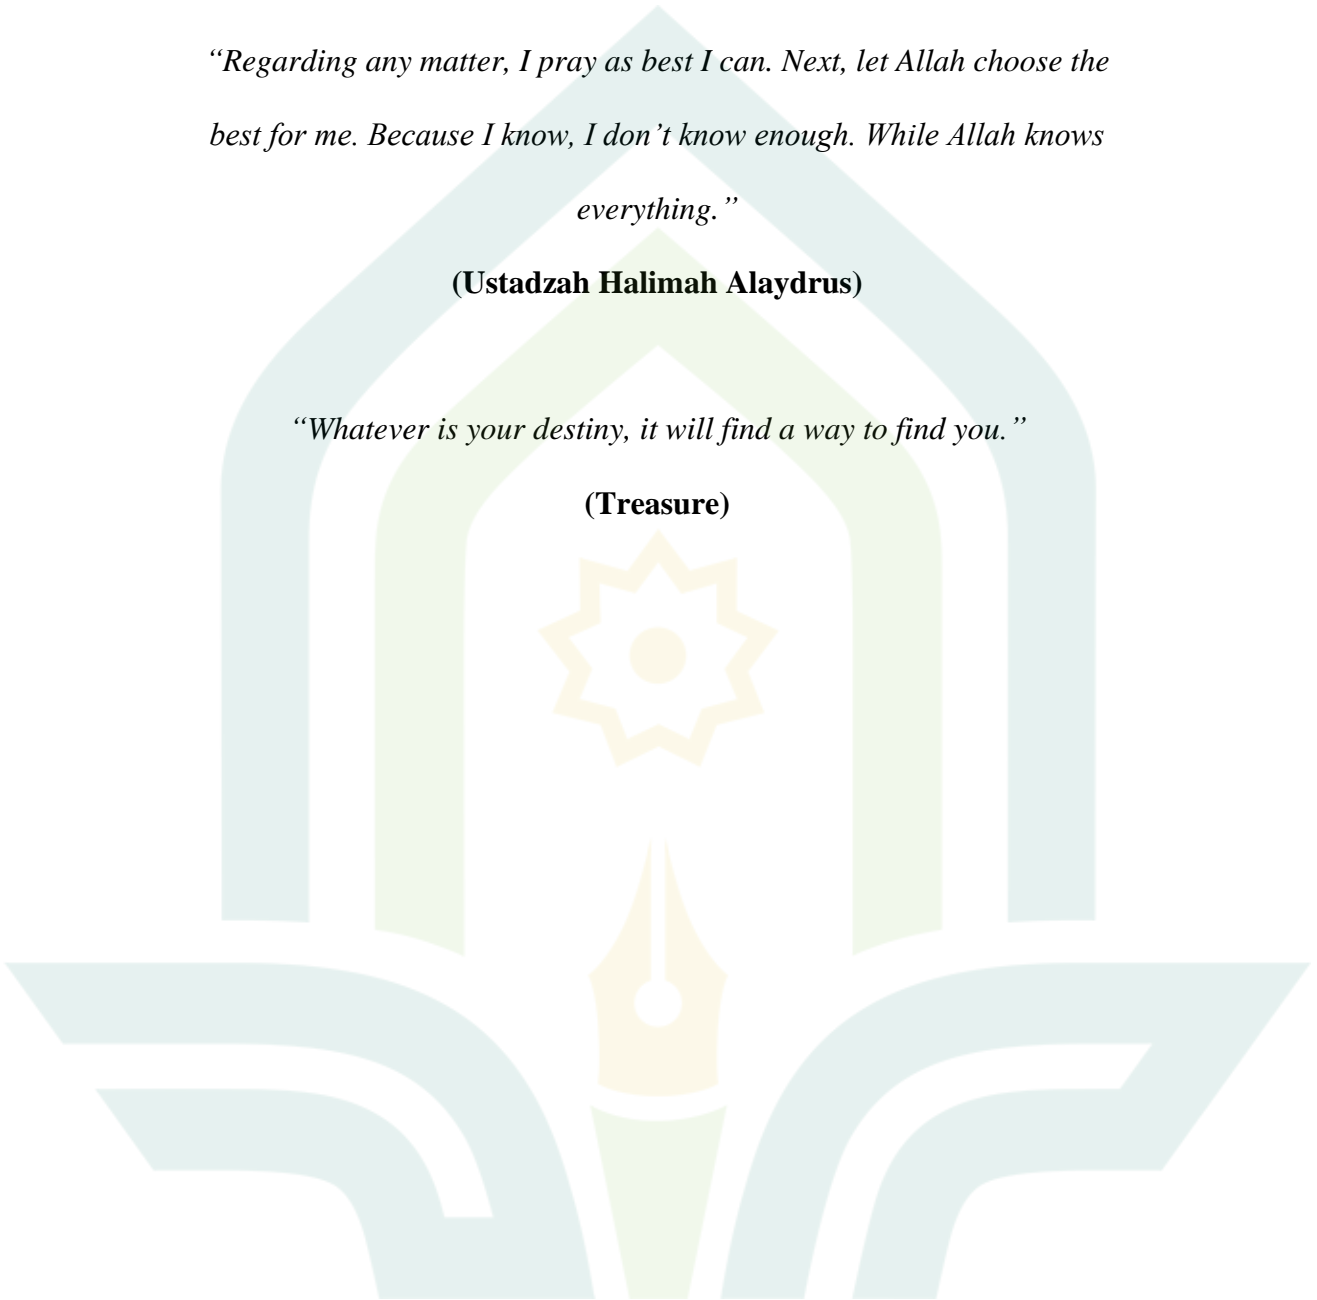 “Regarding any matter, I pray as best I can. Next, let Allah choose the
best for me. Because I know, I don’t know enough. While Allah knows
everything.”
(Ustadzah Halimah Alaydrus)
“Whatever is your destiny, it will find a way to find you.”
(Treasure)